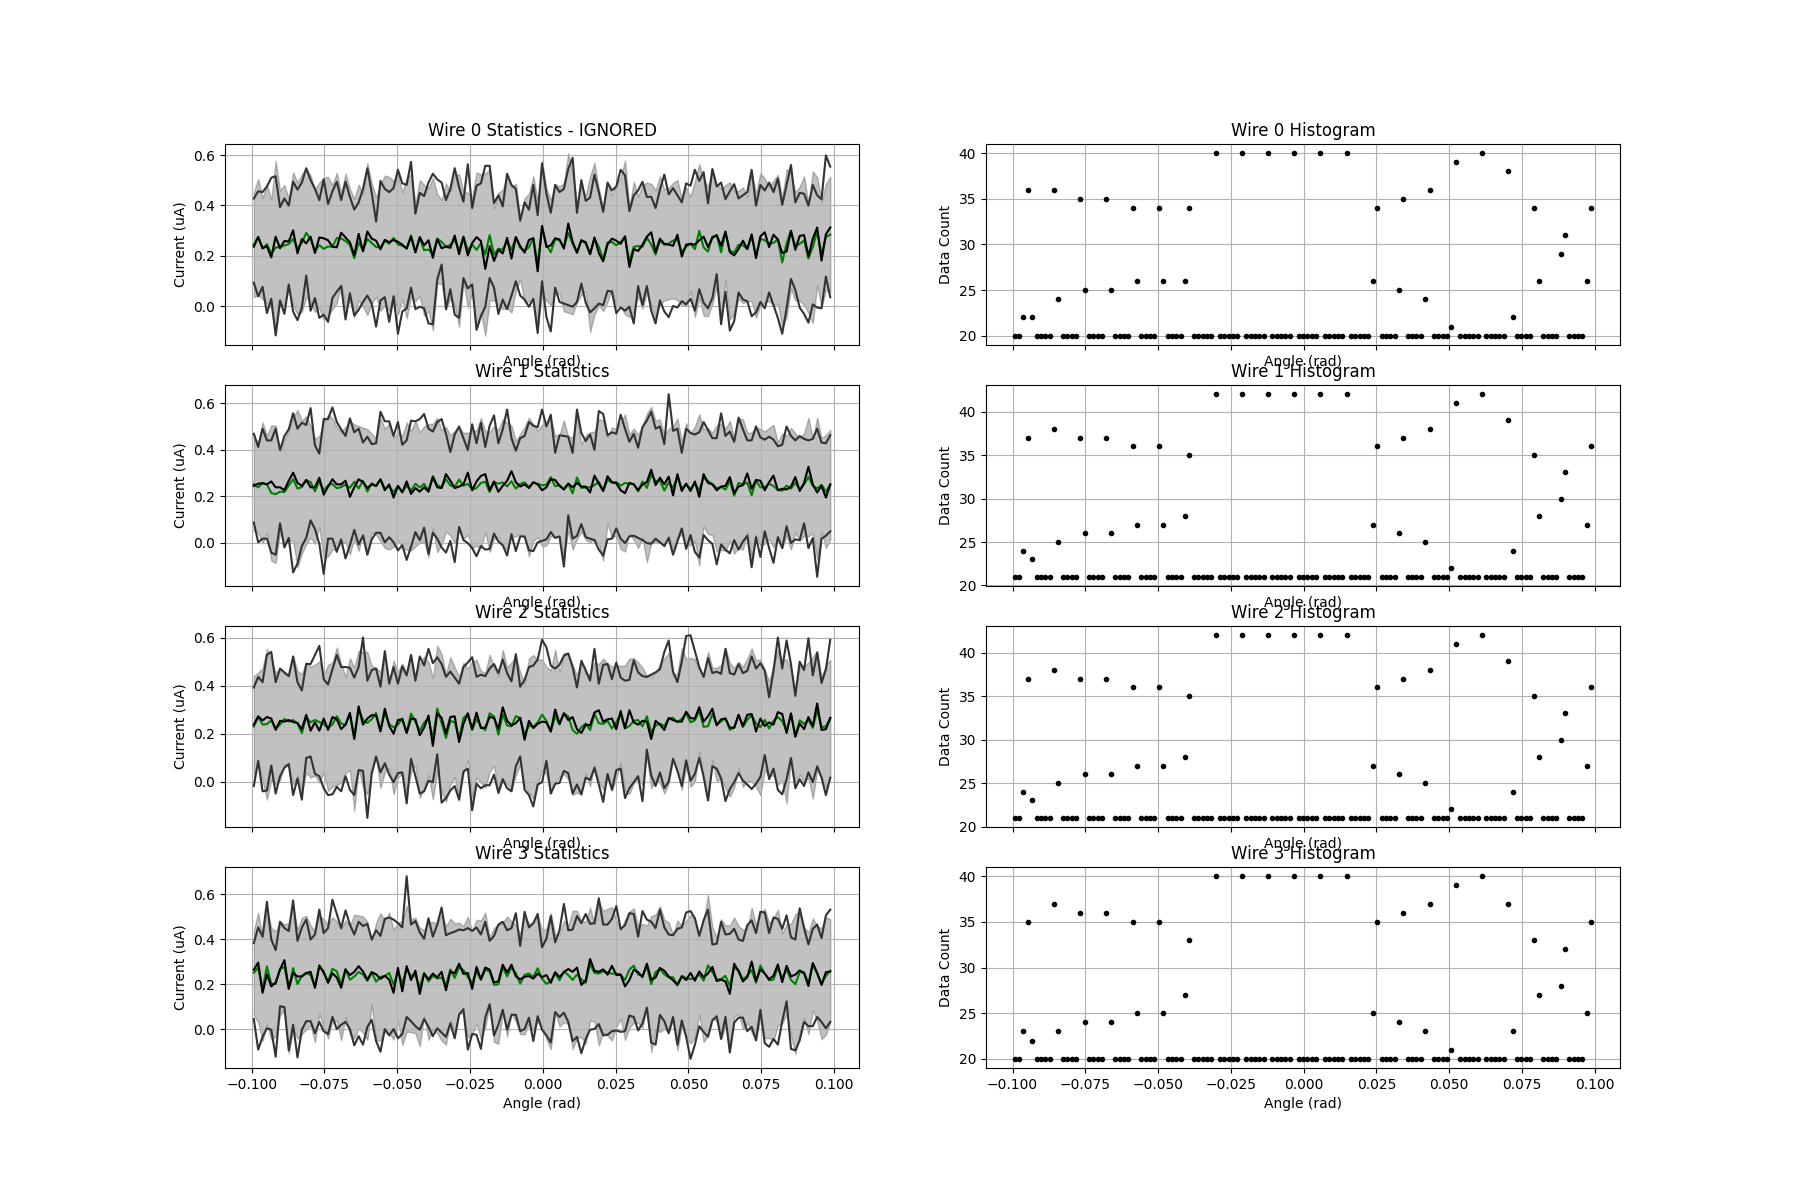 Wire 0 Statistics - IGNORED
0.6
0.4
0.2
0.0
Current (uA)
Angle (rad)
Wire 0 Histogram
40
35
30
25
20
Data Count
Angle (rad)
Wire 1 Statistics
0.6
0.4
0.2
0.0
Current (uA)
Angle (rad)
Wire 1 Histogram
40
35
30
25
20
Data Count
Angle (rad)
Wire 2 Statistics
0.6
0.4
0.2
0.0
Current (uA)
Angle (rad)
Wire 2 Histogram
40
35
30
25
20
Data Count
Angle (rad)
Wire 3 Statistics
0.6
0.4
0.2
0.0
Current (uA)
−0.100 −0.075 −0.050 −0.025 0.000 0.025 0.050 0.075 0.100
Angle (rad)
Wire 3 Histogram
40
35
30
25
20
Data Count
−0.100 −0.075 −0.050 −0.025 0.000 0.025 0.050 0.075 0.100
Angle (rad)